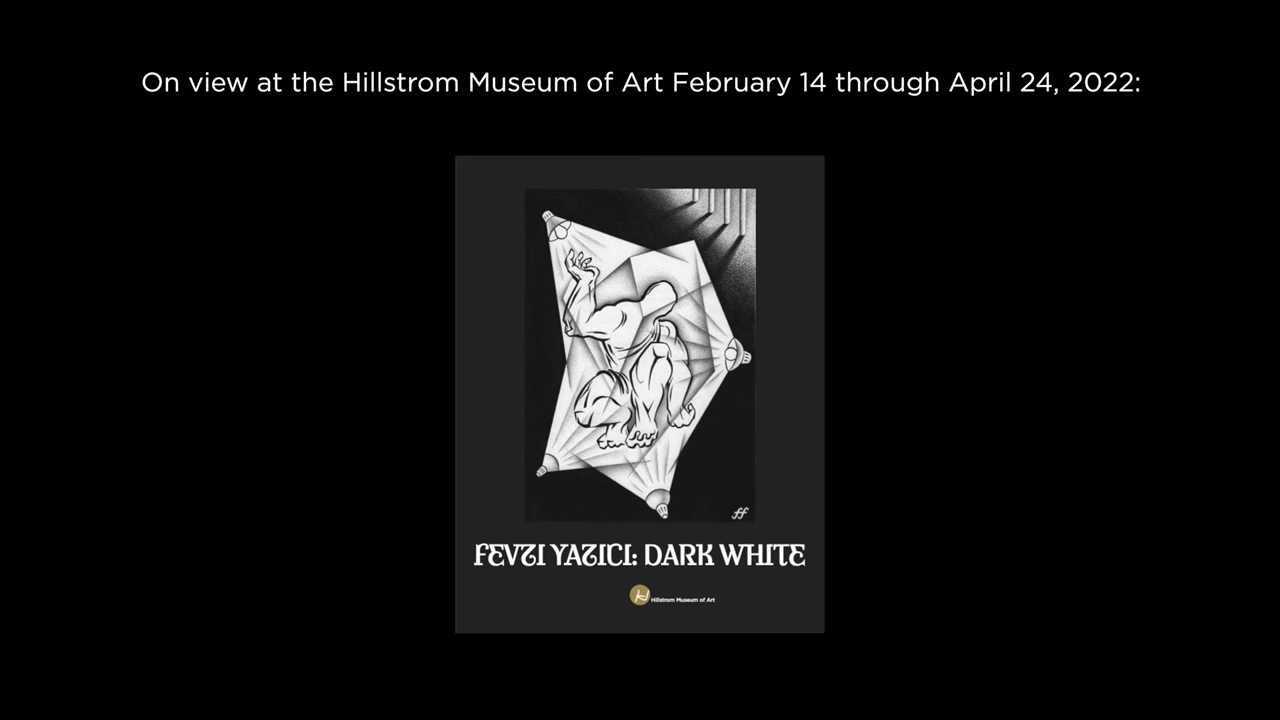 On view at the Hillstrom Museum of Art February 14 through April 24, 2022:
ff
FEVZI YAZICI: DARK WHITE
Hillstrom Museum of Art